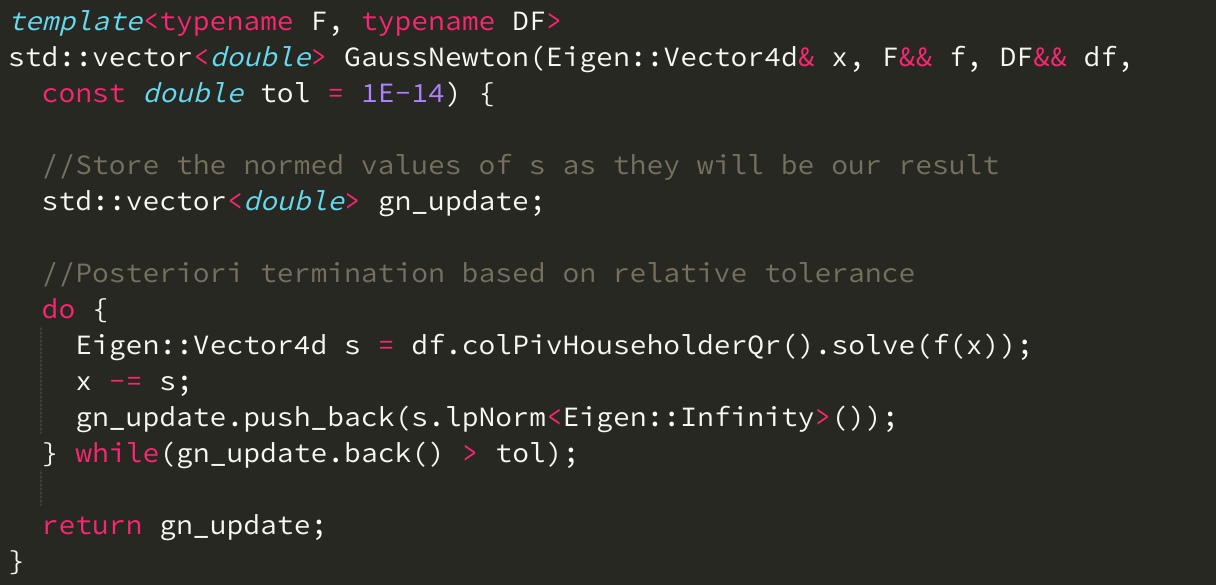 template<typename F, typename DF>
std::vector<double> GaussNewton(Eigen::Vector4d& x, F&& f, DF&& df,
  const double tol = 1E-14) {

  //Store the normed values of s as they will be our result
  std::vector<double> gn_update;

  //Posteriori termination based on relative tolerance
  do {
    Eigen::Vector4d s = df.colPivHouseholderQr().solve(f(x));
    x -= s;
    gn_update.push_back(s.lpNorm<Eigen::Infinity>());
  } while(gn_update.back() > tol);

  return gn_update;
}